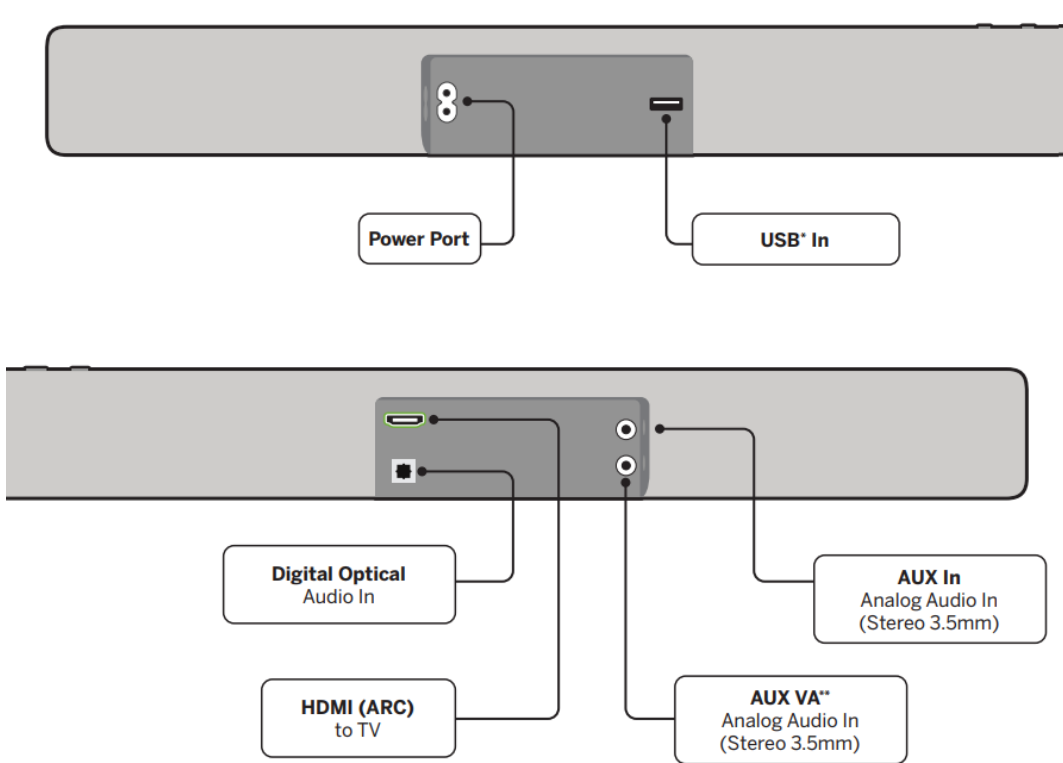 Power Port
USB* In
Digital Optical
Audio In
AUX In
Analog Audio In
(Stereo 3.5mm)
HDMI (ARC)
to TV
AUX VA**
Analog Audio In
(Stereo 3.5mm)